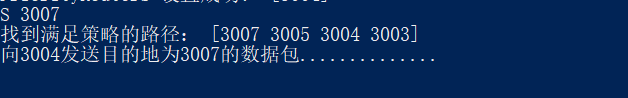 S 3007
找到满足策略的路径： [3007 3005 3004 3003]
向3004发送目的地为3007的数据包..............